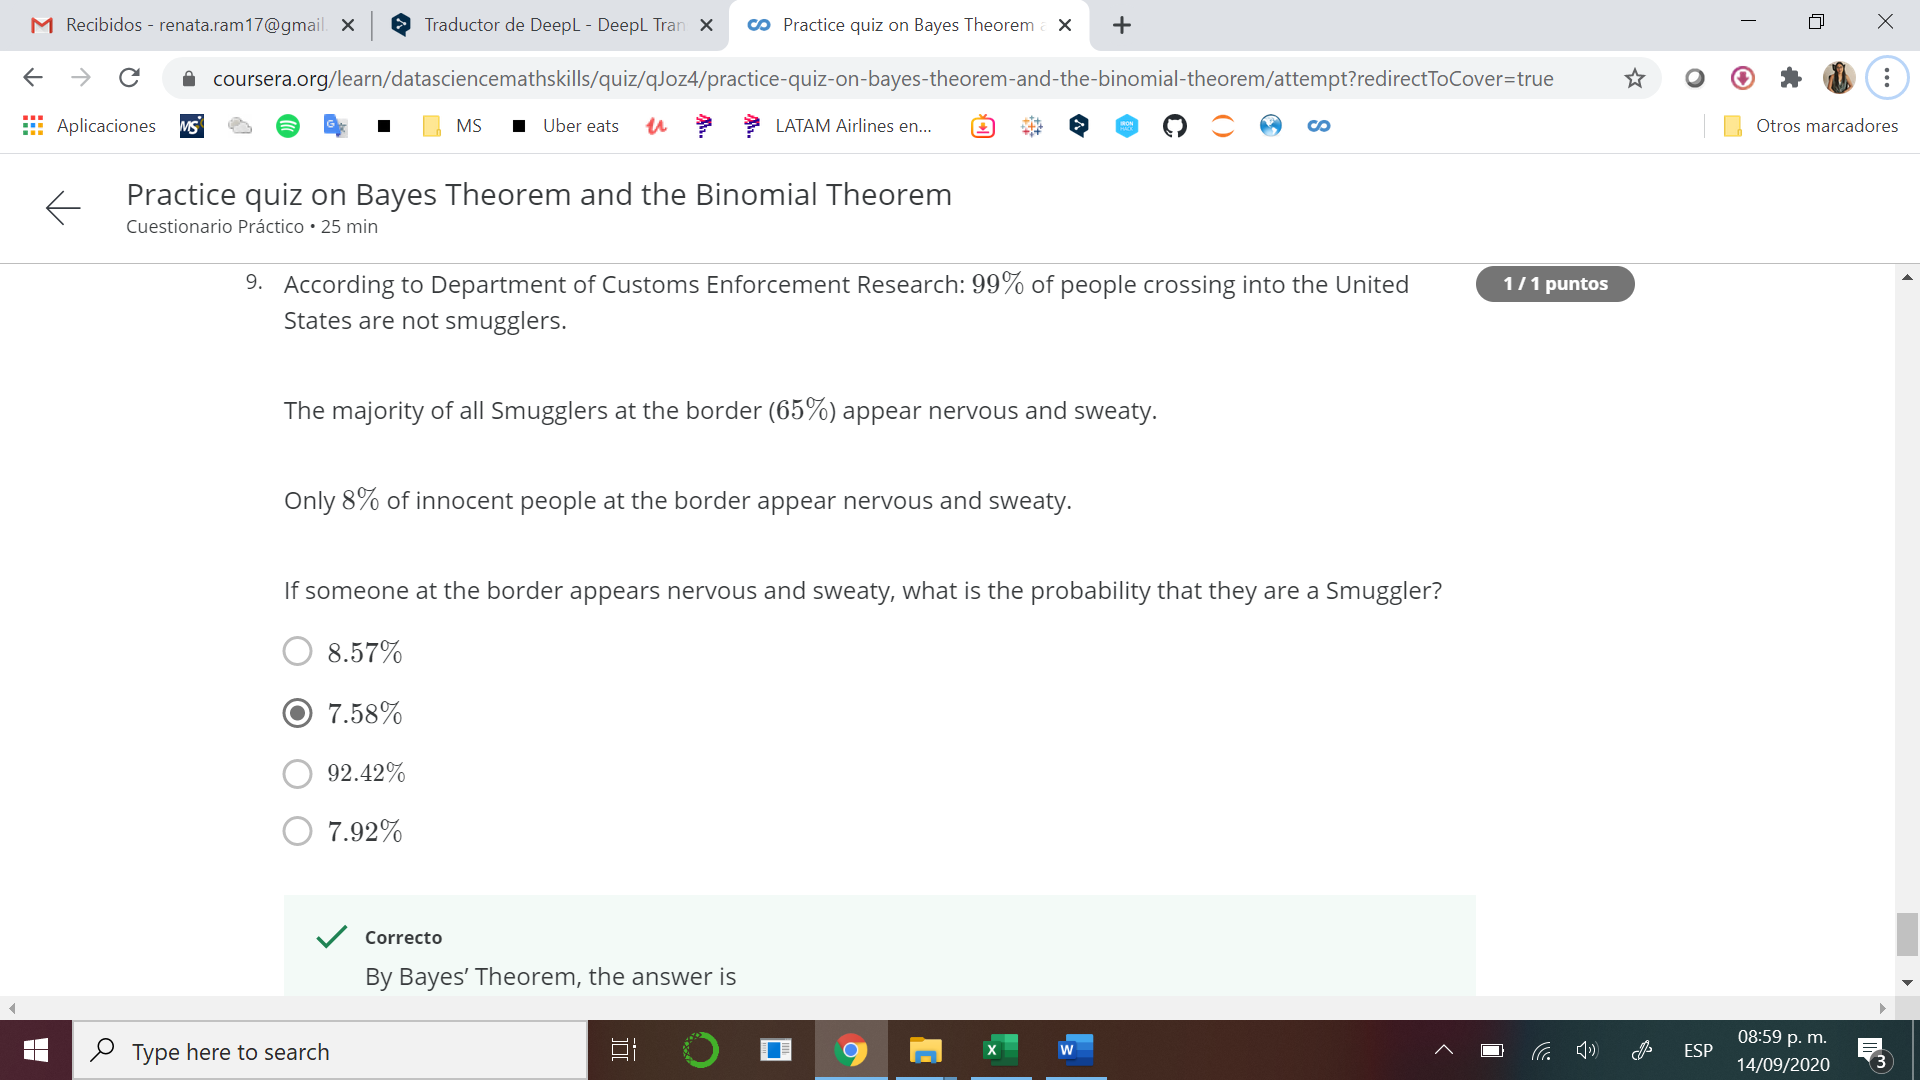 Recibidos - renata.ram17@gmail.
Traductor de DeepL - DeepL Tran
Practice quiz on Bayes Theorem a
coursera.org/learn/datasciencemathskills/quiz/qJoz4/practice-quiz-on-bayes-theorem-and-the-binomial-theorem/attempt?redirectToCover=true
Aplicaciones
MS
MS
Uber eats
LATAM Airlines en...
Otros marcadores
Practice quiz on Bayes Theorem and the Binomial Theorem
Cuestionario Práctico • 25 min
9. According to Department of Customs Enforcement Research: 99% of people crossing into the United
States are not smugglers.
1 / 1 puntos
The majority of all Smugglers at the border (65%) appear nervous and sweaty.
Only 8% of innocent people at the border appear nervous and sweaty.
If someone at the border appears nervous and sweaty, what is the probability that they are a Smuggler?
8.57%
7.58%
92.42%
7.92%
Correcto
By Bayes’ Theorem, the answer is
Type here to search
ESP
08:59 p. m.
14/09/2020
3